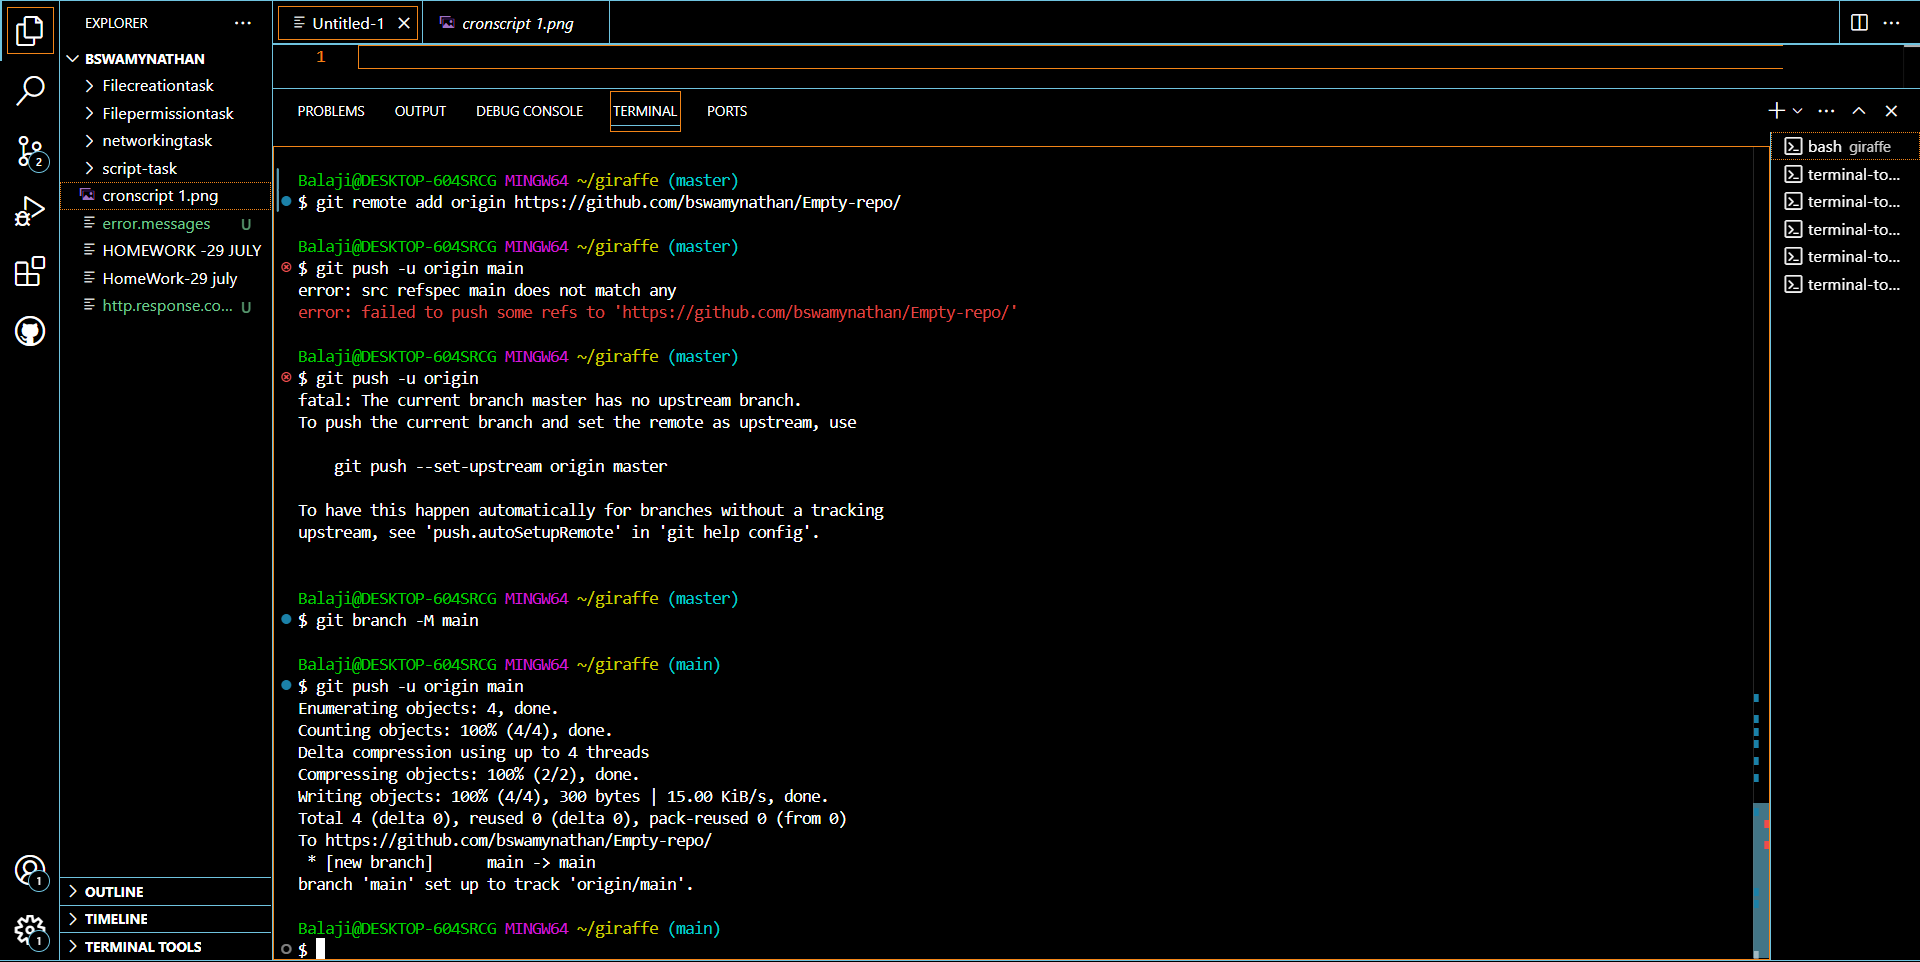 EXPLORER
BSWAMYNATHAN
Filecreationtask
Filepermissiontask
networkingtask
script-task
cronscript 1.png
error.messages U
HOMEWORK -29 JULY
HomeWork-29 july
http.response.co... U
OUTLINE
TIMELINE
TERMINAL TOOLS
2
1
1
Untitled-1
cronscript 1.png
1
PROBLEMS OUTPUT DEBUG CONSOLE TERMINAL PORTS
Balaji@DESKTOP-604SRCG MINGW64 ~/giraffe (master)
$ git remote add origin https://github.com/bswamynathan/Empty-repo/
Balaji@DESKTOP-604SRCG MINGW64 ~/giraffe (master)
$ git push -u origin main
error: src refspec main does not match any
error: failed to push some refs to 'https://github.com/bswamynathan/Empty-repo/'
Balaji@DESKTOP-604SRCG MINGW64 ~/giraffe (master)
$ git push -u origin
fatal: The current branch master has no upstream branch.
To push the current branch and set the remote as upstream, use
git push --set-upstream origin master
To have this happen automatically for branches without a tracking
upstream, see 'push.autoSetupRemote' in 'git help config'.
Balaji@DESKTOP-604SRCG MINGW64 ~/giraffe (master)
$ git branch -M main
Balaji@DESKTOP-604SRCG MINGW64 ~/giraffe (main)
$ git push -u origin main
Enumerating objects: 4, done.
Counting objects: 100% (4/4), done.
Delta compression using up to 4 threads
Compressing objects: 100% (2/2), done.
Writing objects: 100% (4/4), 300 bytes | 15.00 KiB/s, done.
Total 4 (delta 0), reused 0 (delta 0), pack-reused 0 (from 0)
To https://github.com/bswamynathan/Empty-repo/
* [new branch] main -> main
branch 'main' set up to track 'origin/main'.
Balaji@DESKTOP-604SRCG MINGW64 ~/giraffe (main)
$
bash giraffe
terminal-to...
terminal-to...
terminal-to...
terminal-to...
terminal-to...